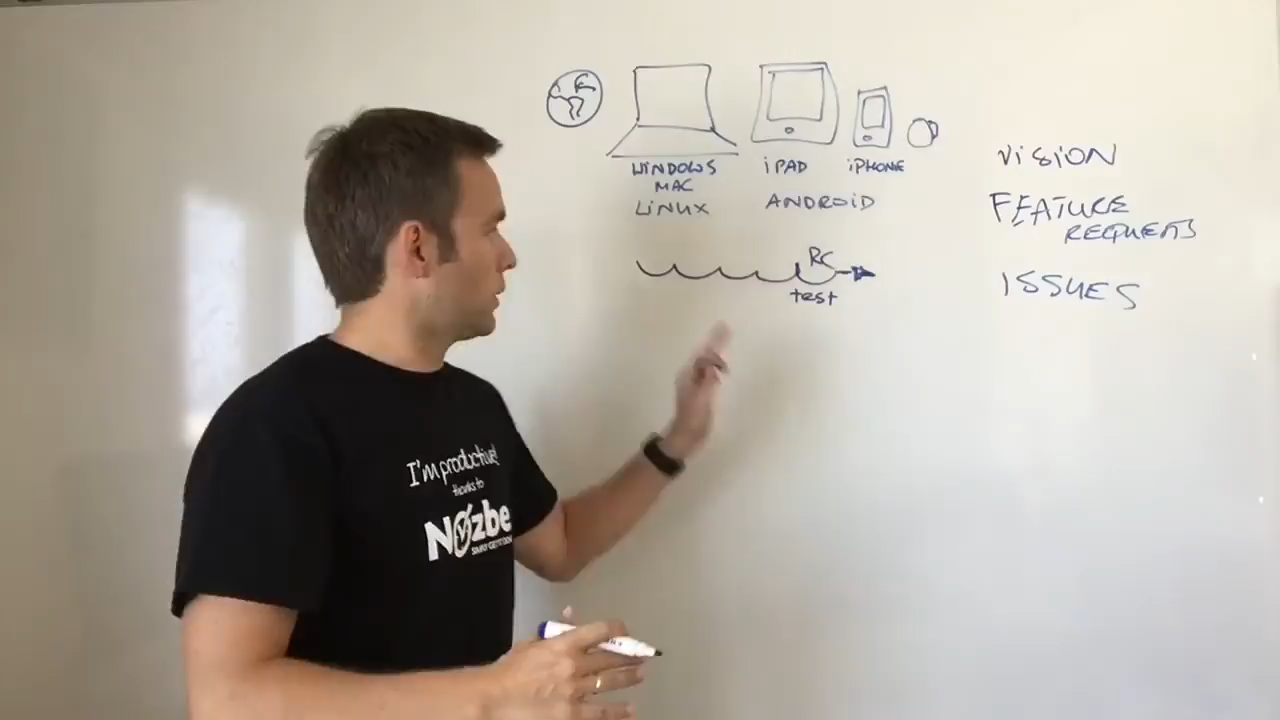 WINDOWS
MAC
LINUX
iPAD
iPHONE
ANDROID
RC
test
ViSiON
FEATURE
REQUESTS
ISSUES
I'm productive!
thanks to
Nozbe